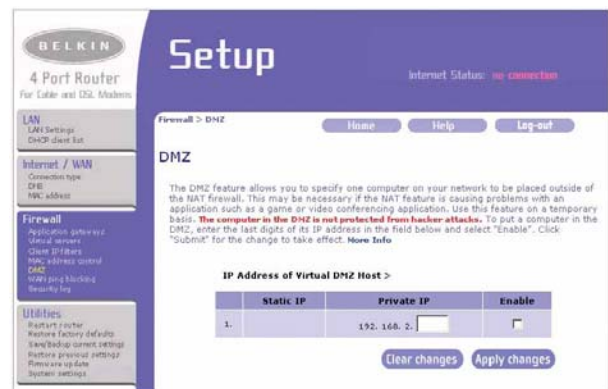 BELKIN
Setup
4 Port Router
For Cable and DSL Modems
Internet Status: no connection
LAN
LAN Settings
DHCP client list
Internet / WAN
Connection type
DNS
MAC address
Firewall
Application gateways
Virtual servers
Client IP filters
MAC address control
DMZ
WAN ping blocking
Security log
Utilities
Restart router
Restore factory defaults
Save/Backup current settings
Restore previous settings
Firmware update
System settings
Firewall > DMZ
Home
Help
Log-out
DMZ
The DMZ feature allows you to specify one computer on your network to be placed outside of
the NAT firewall. This may be necessary if the NAT feature is causing problems with an
application such as a game or video conferencing application. Use this feature on a temporary
basis. The computer in the DMZ is not protected from hacker attacks. To put a computer in the
DMZ, enter the last digits of its IP address in the field below and select "Enable". Click
"Submit" for the change to take effect. More Info
IP Address of Virtual DMZ Host >
Static IP Private IP Enable
1. 192. 168. 2.
Clear changes Apply changes